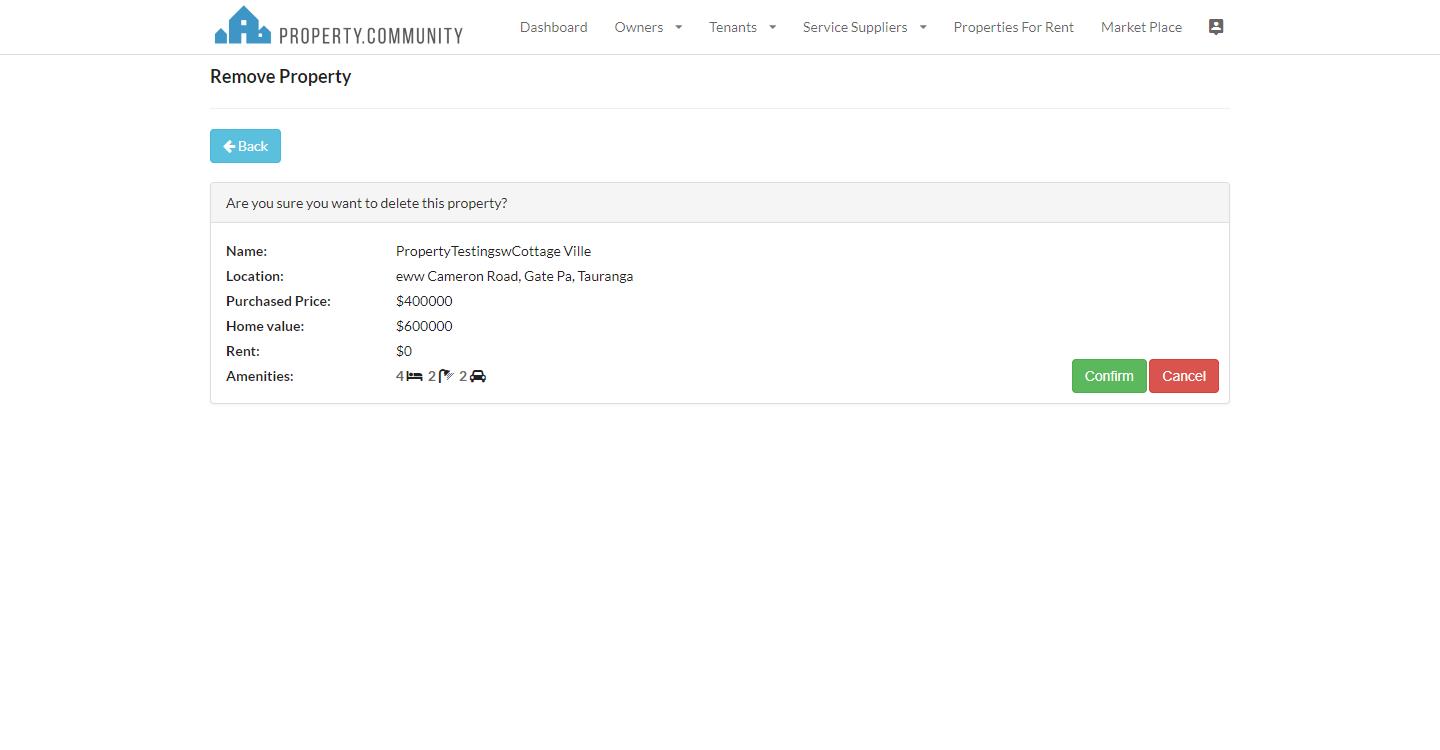 PROPERTY.COMMUNITY Dashboard Owners Tenants Service Suppliers Properties For Rent Market Place
Remove Property
Back
Are you sure you want to delete this property?
Name: PropertyTestingswCottage Ville
Location: eww Cameron Road, Gate Pa, Tauranga
Purchased Price: $400000
Home value: $600000
Rent: $0
Amenities: 4 2 2
Confirm Cancel